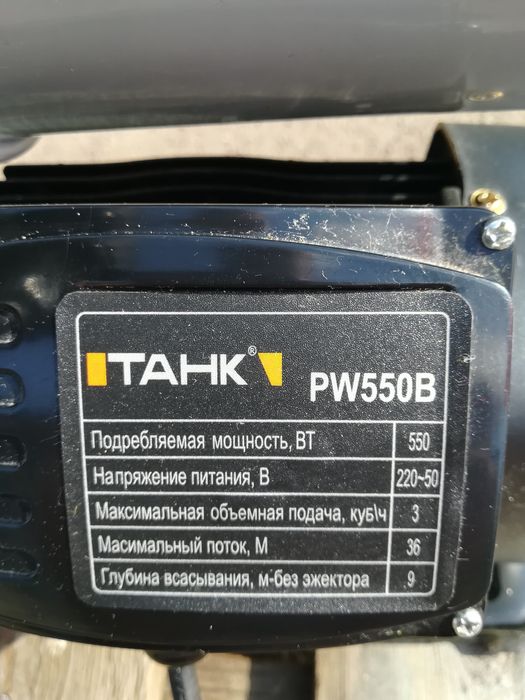 ТАНК®
PW550B
Подребляемая мощность, ВТ 550
Напряжение питания, В 220~50
Максимальная объемная подача, куб\ч 3
Масимальный поток, М 36
Глубина всасывания, м-без эжектора 9